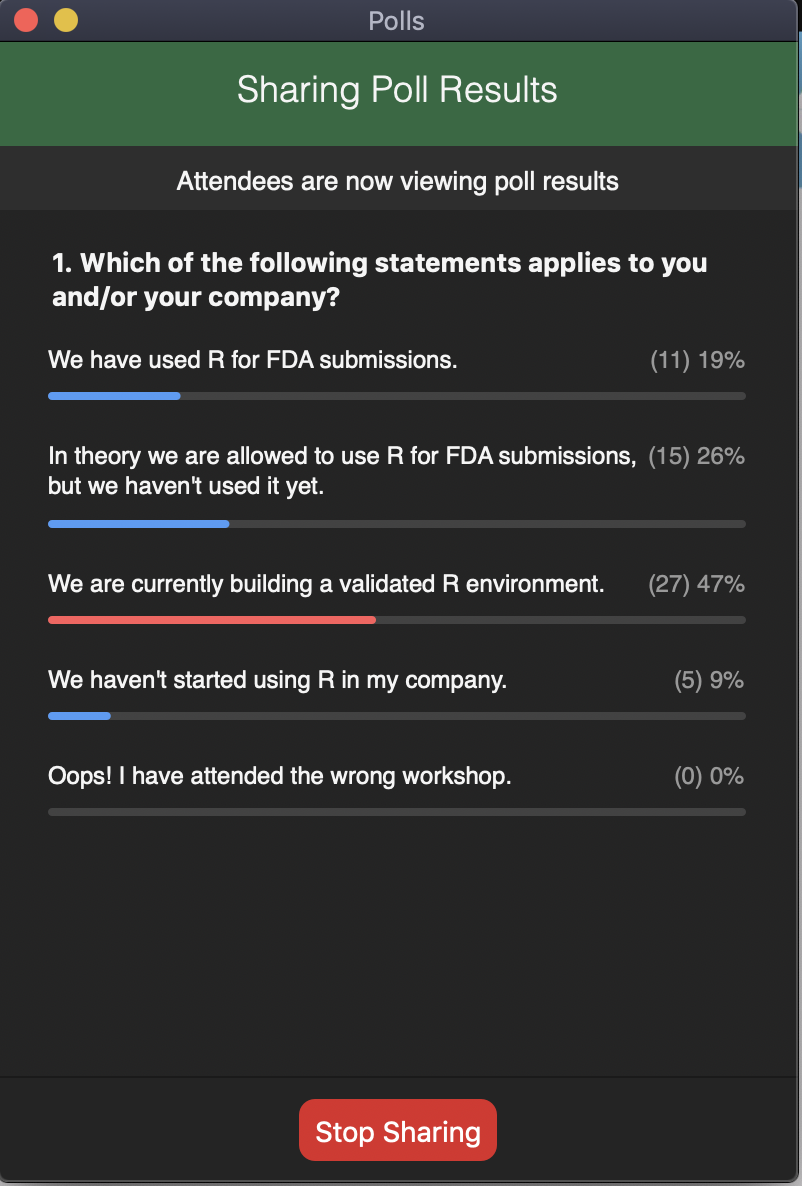 Polls
Sharing Poll Results
Attendees are now viewing poll results
1. Which of the following statements applies to you
and/or your company?
We have used R for FDA submissions. (11) 19%
In theory we are allowed to use R for FDA submissions, (15) 26%
but we haven't used it yet.
We are currently building a validated R environment. (27) 47%
We haven't started using R in my company. (5) 9%
Oops! I have attended the wrong workshop. (0) 0%
Stop Sharing